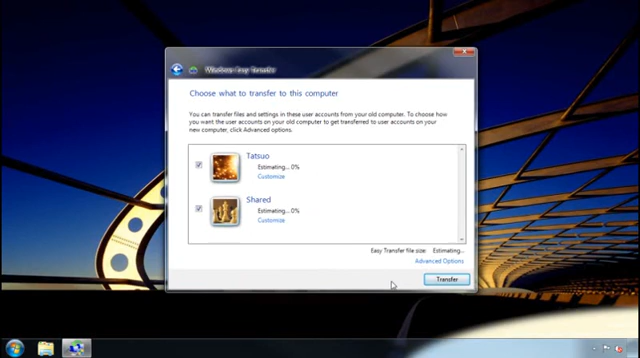 Windows Easy Transfer
Choose what to transfer to this computer
You can transfer files and settings in these user accounts from your old computer. To choose how
you want the user accounts on your old computer to get transferred to user accounts on your
new computer, click Advanced options.
Tatsuo
Estimating... 0%
Customize
Shared
Estimating... 0%
Customize
Easy Transfer file size: Estimating...
Advanced Options
Transfer